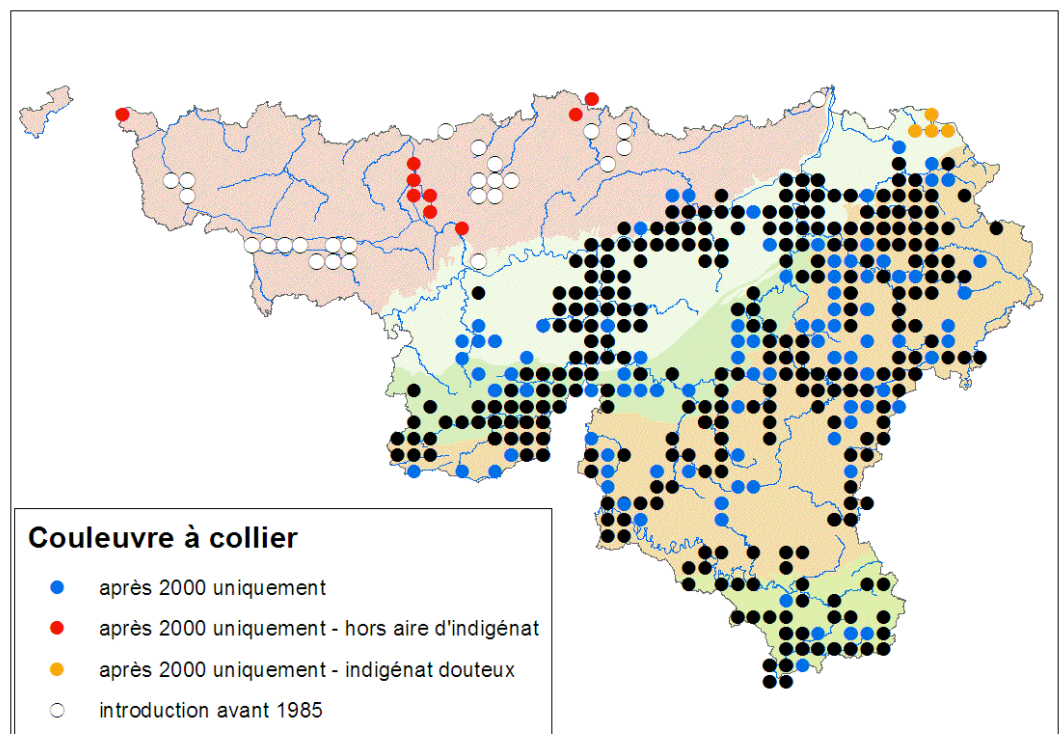 Couleuvre à collier
après 2000 uniquement
après 2000 uniquement - hors aire d'indigénat
après 2000 uniquement - indigénat douteux
introduction avant 1985